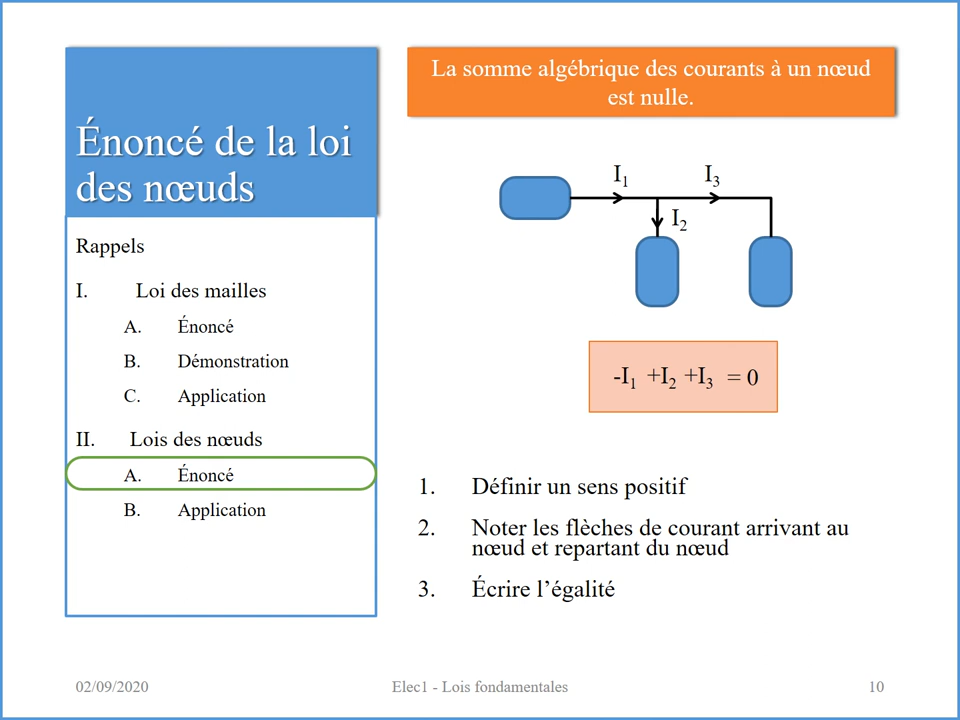 Énoncé de la loi
des nœuds
Rappels
I. Loi des mailles
A. Énoncé
B. Démonstration
C. Application
II. Lois des nœuds
A. Énoncé
B. Application
La somme algébrique des courants à un nœud
est nulle.
I1 I3
I2
-I1 +I2 +I3 = 0
1. Définir un sens positif
2. Noter les flèches de courant arrivant au
nœud et repartant du nœud
3. Écrire l’égalité
02/09/2020 Elec1 - Lois fondamentales 10